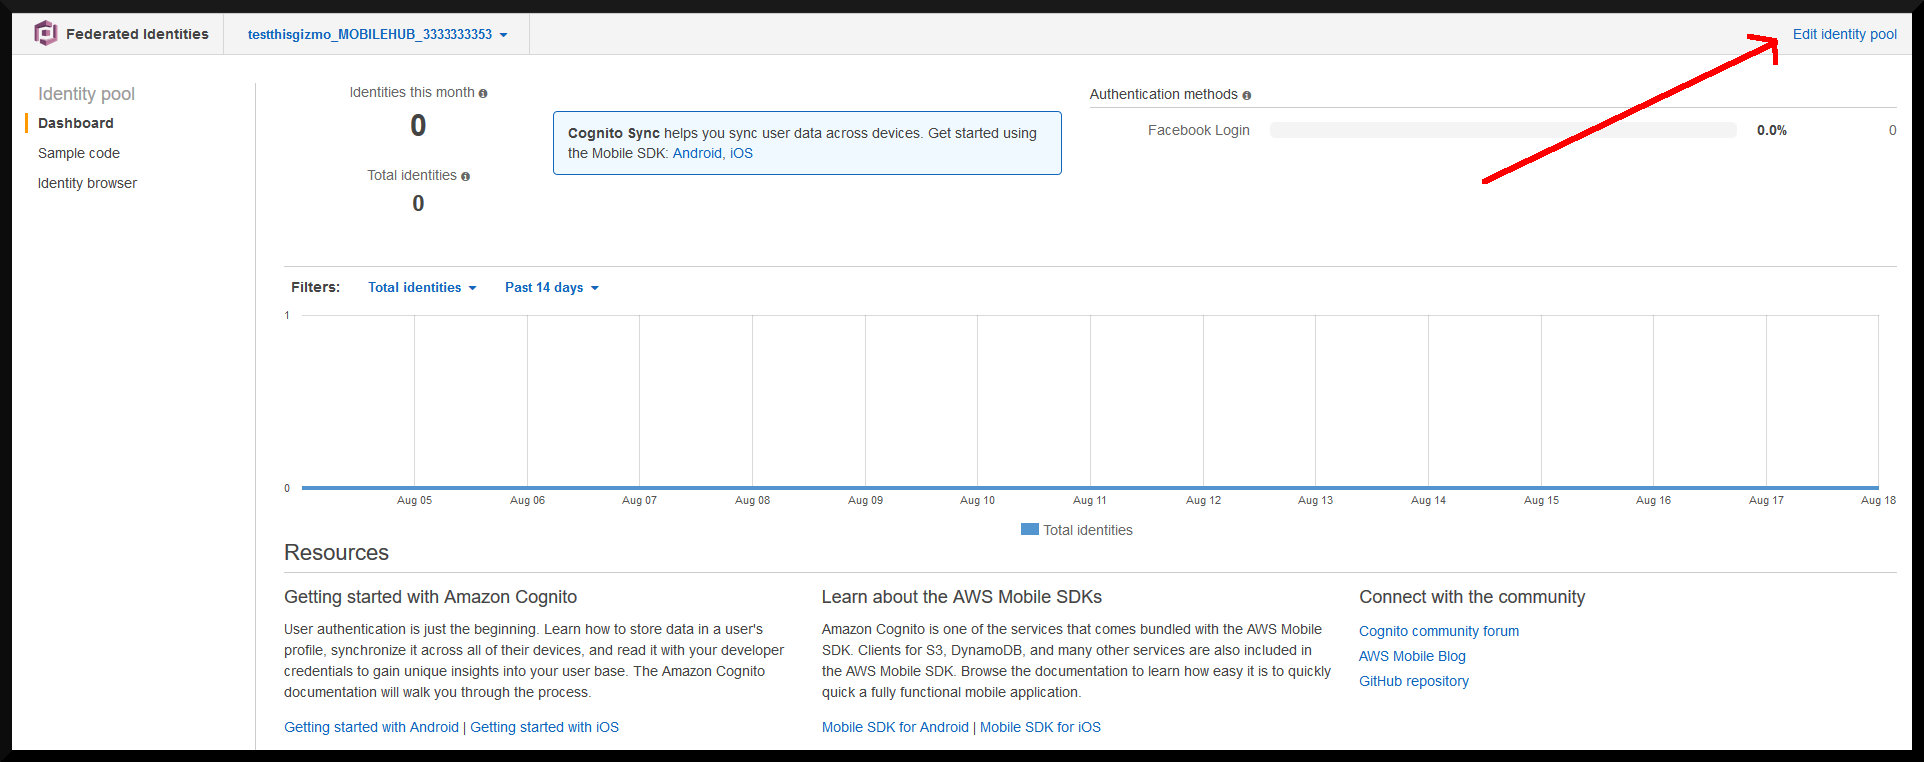 Federated Identities
testthisgizmo_MOBILEHUB_3333333353
Edit identity pool
Identity pool
Dashboard
Sample code
Identity browser
Identities this month
0
Total identities
0
Cognito Sync helps you sync user data across devices. Get started using
the Mobile SDK: Android, iOS
Authentication methods
Facebook Login 0.0% 0
Filters: Total identities Past 14 days
1
0
Aug 05 Aug 06 Aug 07 Aug 08 Aug 09 Aug 10 Aug 11 Aug 12 Aug 13 Aug 14 Aug 15 Aug 16 Aug 17 Aug 18
Total identities
Resources
Getting started with Amazon Cognito
User authentication is just the beginning. Learn how to store data in a user's
profile, synchronize it across all of their devices, and read it with your developer
credentials to gain unique insights into your user base. The Amazon Cognito
documentation will walk you through the process.
Getting started with Android | Getting started with iOS
Learn about the AWS Mobile SDKs
Amazon Cognito is one of the services that comes bundled with the AWS Mobile
SDK. Clients for S3, DynamoDB, and many other services are also included in
the AWS Mobile SDK. Browse the documentation to learn how easy it is to quickly
quick a fully functional mobile application.
Mobile SDK for Android | Mobile SDK for iOS
Connect with the community
Cognito community forum
AWS Mobile Blog
GitHub repository